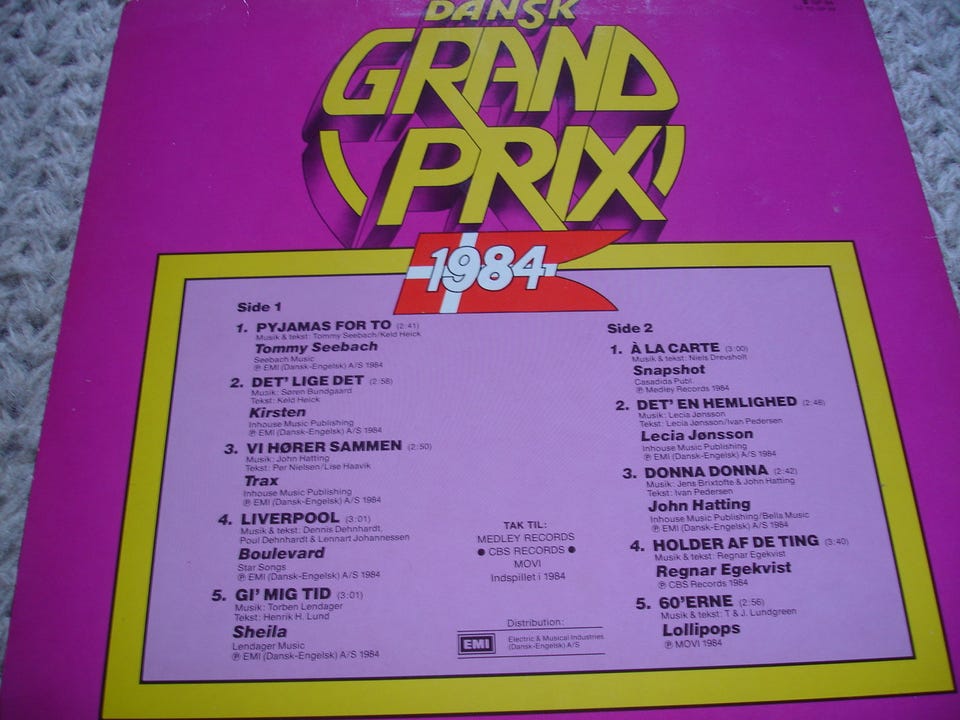 DANSK
GRAND
PRIX
1984
Side 1
1. PYJAMAS FOR TO (2:41)
Musik & tekst: Tommy Seebach/Keld Heick
Tommy Seebach
Seebach Music
Ⓟ EMI (Dansk-Engelsk) A/S 1984
2. DET' LIGE DET (2:58)
Musik: Søren Bundgaard
Tekst: Keld Heick
Kirsten
Inhouse Music Publishing
Ⓟ EMI (Dansk-Engelsk) A/S 1984
3. VI HØRER SAMMEN (2:50)
Musik: John Hatting
Tekst: Per Nielsen/Lise Haavik
Trax
Inhouse Music Publishing
Ⓟ EMI (Dansk-Engelsk) A/S 1984
4. LIVERPOOL (3:01)
Musik & tekst: Dennis Dehnhardt,
Poul Dehnhardt & Lennart Johannessen
Boulevard
Star Songs
Ⓟ EMI (Dansk-Engelsk) A/S 1984
5. GI' MIG TID (3:01)
Musik: Torben Lendager
Tekst: Henrik H. Lund
Sheila
Lendager Music
Ⓟ EMI (Dansk-Engelsk) A/S 1984
TAK TIL:
MEDLEY RECORDS
● CBS RECORDS ●
MOVI
Indspillet i 1984
Distribution:
EMI Electric & Musical Industries
(Dansk-Engelsk) A/S
Side 2
1. À LA CARTE (3:00)
Musik & tekst: Niels Drevsholt
Snapshot
Casadida Publ.
Ⓟ Medley Records 1984
2. DET' EN HEMLIGHED (2:46)
Musik: Lecia Jønsson
Tekst: Lecia Jønsson/Ivan Pedersen
Lecia Jønsson
Inhouse Music Publishing
Ⓟ EMI (Dansk-Engelsk) A/S 1984
3. DONNA DONNA (2:42)
Musik: Jens Brixtofte & John Hatting
Tekst: Ivan Pedersen
John Hatting
Inhouse Music Publishing/Bella Music
Ⓟ EMI (Dansk-Engelsk) A/S 1984
4. HOLDER AF DE TING (3:40)
Musik & tekst: Regnar Egekvist
Regnar Egekvist
Ⓟ CBS Records 1984
5. 60'ERNE (2:56)
Musik & tekst: T & J. Lundgreen
Lollipops
Ⓟ MOVI 1984